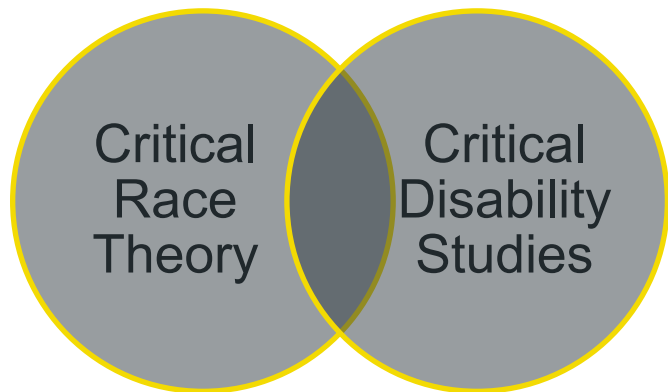 Critical
Race
Theory
Critical
Disability
Studies